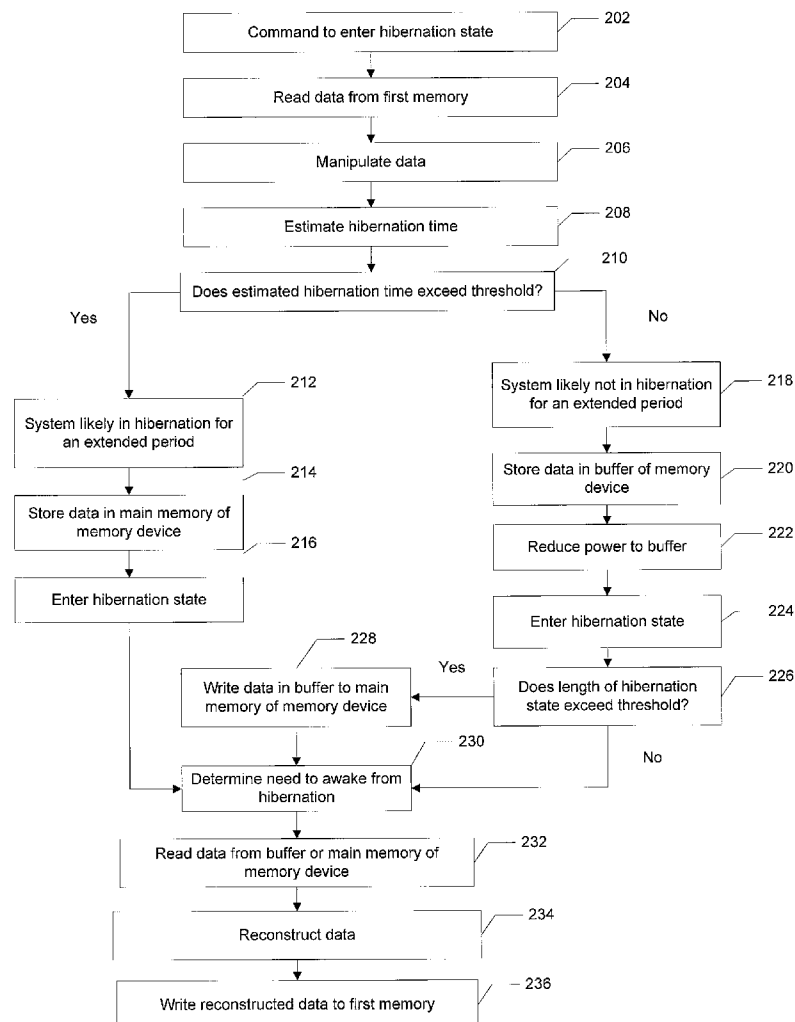 Command to enter hibernation state
202
Read data from first memory
204
Manipulate data
206
Estimate hibernation time
208
Does estimated hibernation time exceed threshold?
210
Yes
No
System likely in hibernation for
an extended period
212
Store data in main memory of
memory device
214
Enter hibernation state
216
System likely not in hibernation
for an extended period
218
Store data in buffer of memory
device
220
Reduce power to buffer
222
Enter hibernation state
224
Does length of hibernation
state exceed threshold?
226
Yes
No
Write data in buffer to main
memory of memory device
228
Determine need to awake from
hibernation
230
Read data from buffer or main memory of
memory device
232
Reconstruct data
234
Write reconstructed data to first memory
236